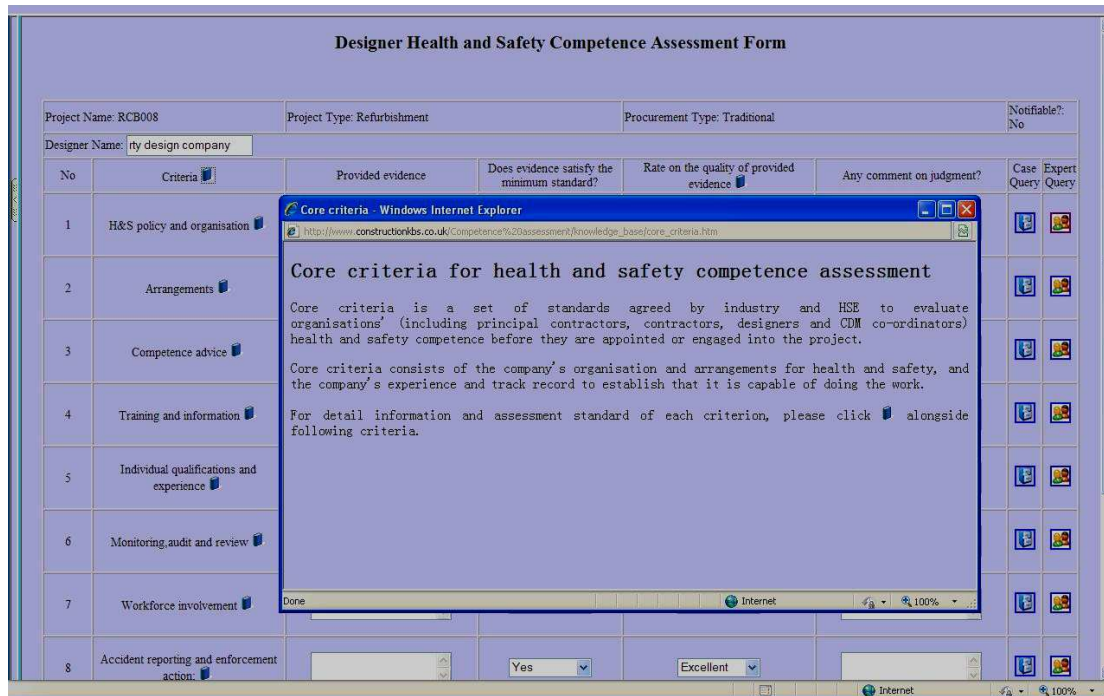 Designer Health and Safety Competence Assessment Form
Project Name: RCB008 Project Type: Refurbishment Procurement Type: Traditional Notifiable?:
No
Designer Name: rty design company
No Criteria Provided evidence Does evidence satisfy the minimum standard? Rate on the quality of provided evidence Any comment on judgment? Case Query Expert Query
1 H&S policy and organisation
Core criteria - Windows Internet Explorer
http://www.constructionkbs.co.uk/Competence%20assessment/knowledge_base/core_criteria.htm
Core criteria for health and safety competence assessment
Core criteria is a set of standards agreed by industry and HSE to evaluate
organisations' (including principal contractors, contractors, designers and CDM co-ordinators)
health and safety competence before they are appointed or engaged into the project.
Core criteria consists of the company's organisation and arrangements for health and safety, and
the company's experience and track record to establish that it is capable of doing the work.
For detail information and assessment standard of each criterion, please click alongside
following criteria.
Done Internet 100%
2 Arrangements
3 Competence advice
4 Training and information
5 Individual qualifications and
experience
6 Monitoring,audit and review
7 Workforce involvement
8 Accident reporting and enforcement
action: Yes Excellent
Internet 100%